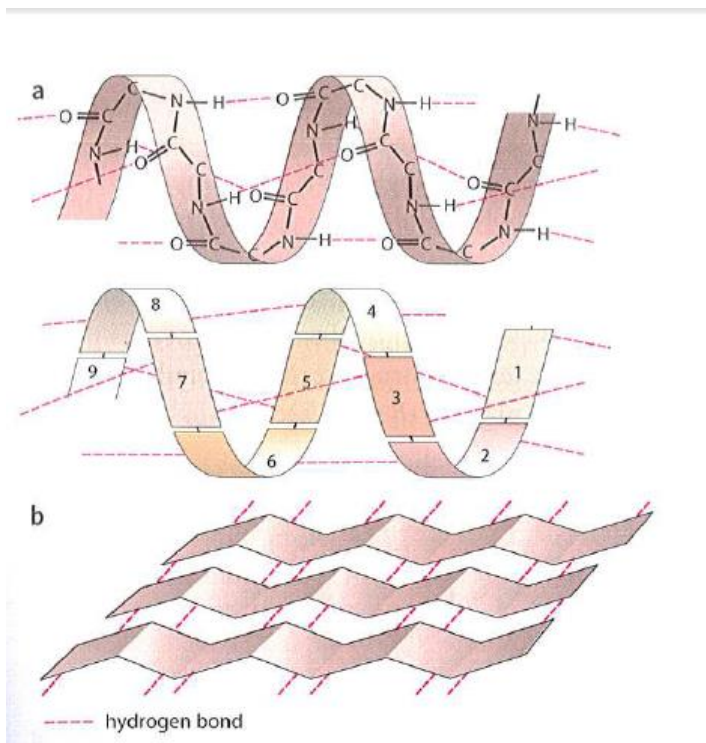 a
C C
N H O C N H
O C N H N H
N H O C O C
C C C C
O C N H O C N H O C
O C C N H O C C N H
8 4
9 7 5 3 1
6 2
b
hydrogen bond